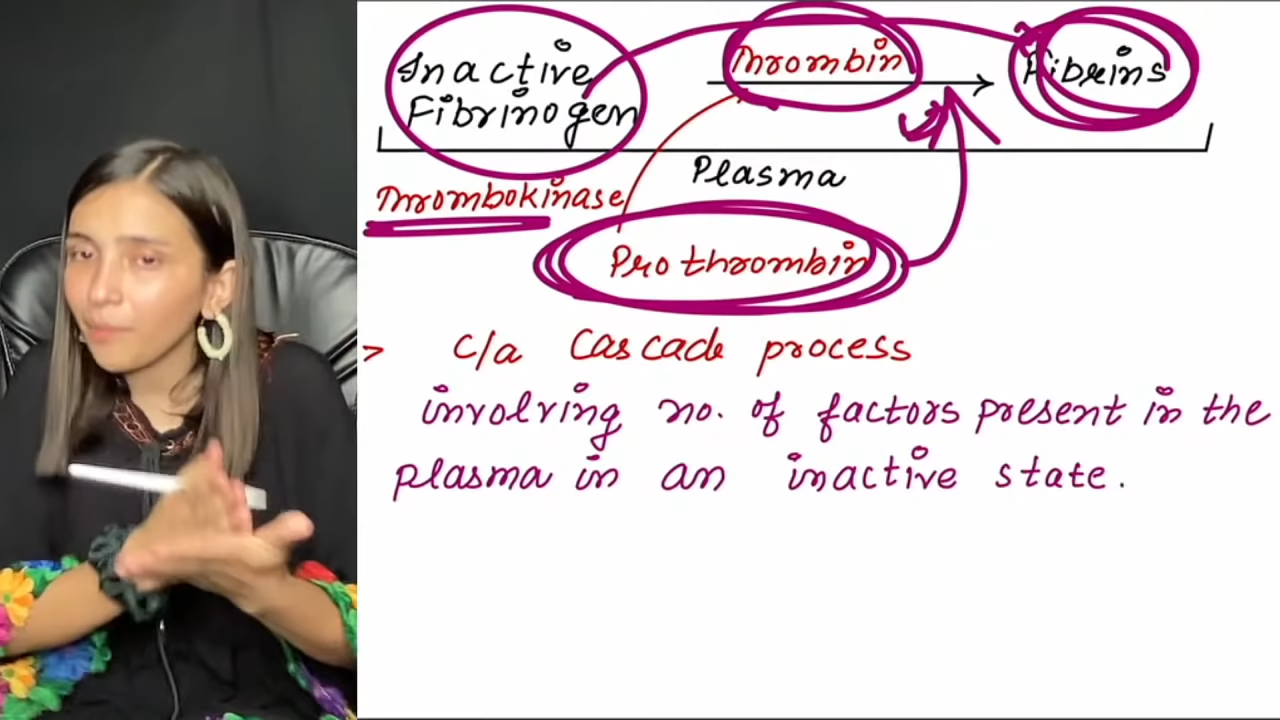 Inactive Thrombin Fibrins
Fibrinogen
Plasma
Thrombokinase
Prothrombin
> c/a Cascade process
involving no. of factors present in the
plasma in an inactive state.